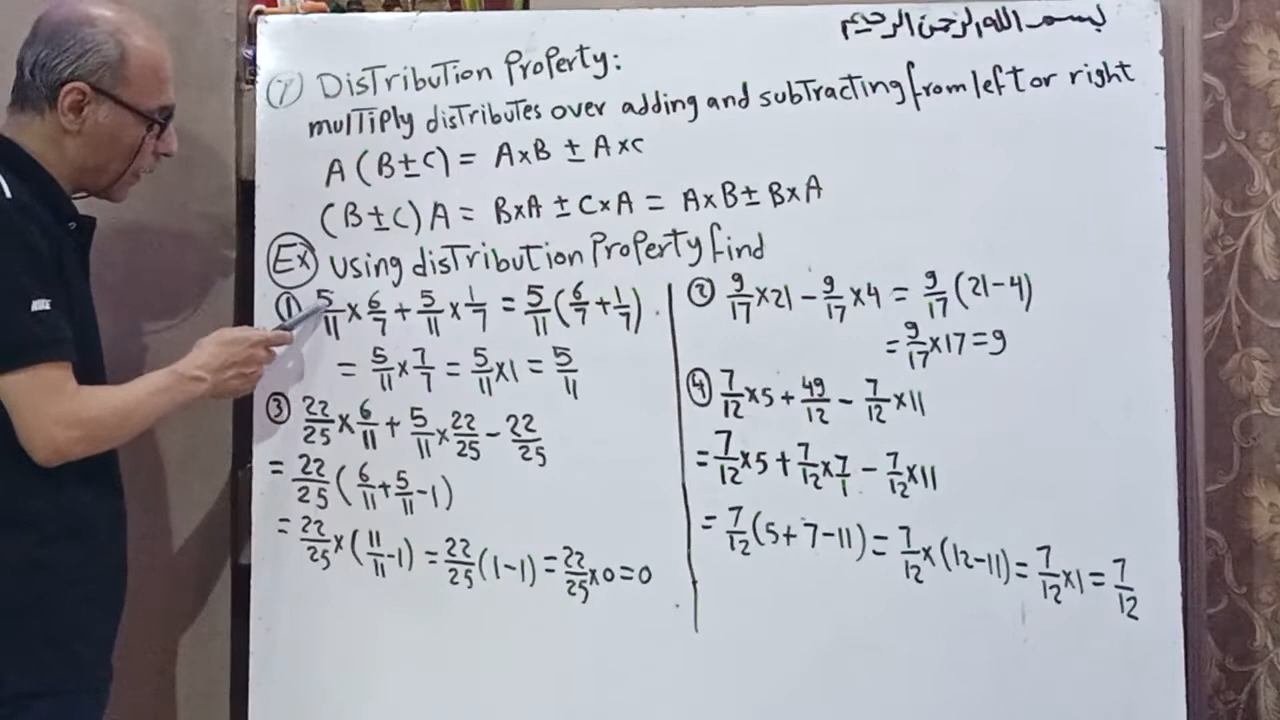 بسم الله الرحمن الرحيم
⑦ Distribution Property:
multiply distributes over adding and subtracting from left or right
A (B±C) = A×B ± A×C
(B±C) A = B×A ± C×A = A×B ± B×A
Ex Using distribution Property find
① 5/11 × 6/7 + 5/11 × 1/7 = 5/11 (6/7 + 1/7)
= 5/11 × 7/7 = 5/11 × 1 = 5/11
③ 22/25 × 6/11 + 5/11 × 22/25 - 22/25
= 22/25 (6/11 + 5/11 - 1)
= 22/25 × (11/11 - 1) = 22/25 (1-1) = 22/25 × 0 = 0
② 9/17 × 21 - 9/17 × 4 = 9/17 (21-4)
= 9/17 × 17 = 9
④ 7/12 × 5 + 49/12 - 7/12 × 11
= 7/12 × 5 + 7/12 × 7/1 - 7/12 × 11
= 7/12 (5+7-11) = 7/12 × (12-11) = 7/12 × 1 = 7/12
NIKE